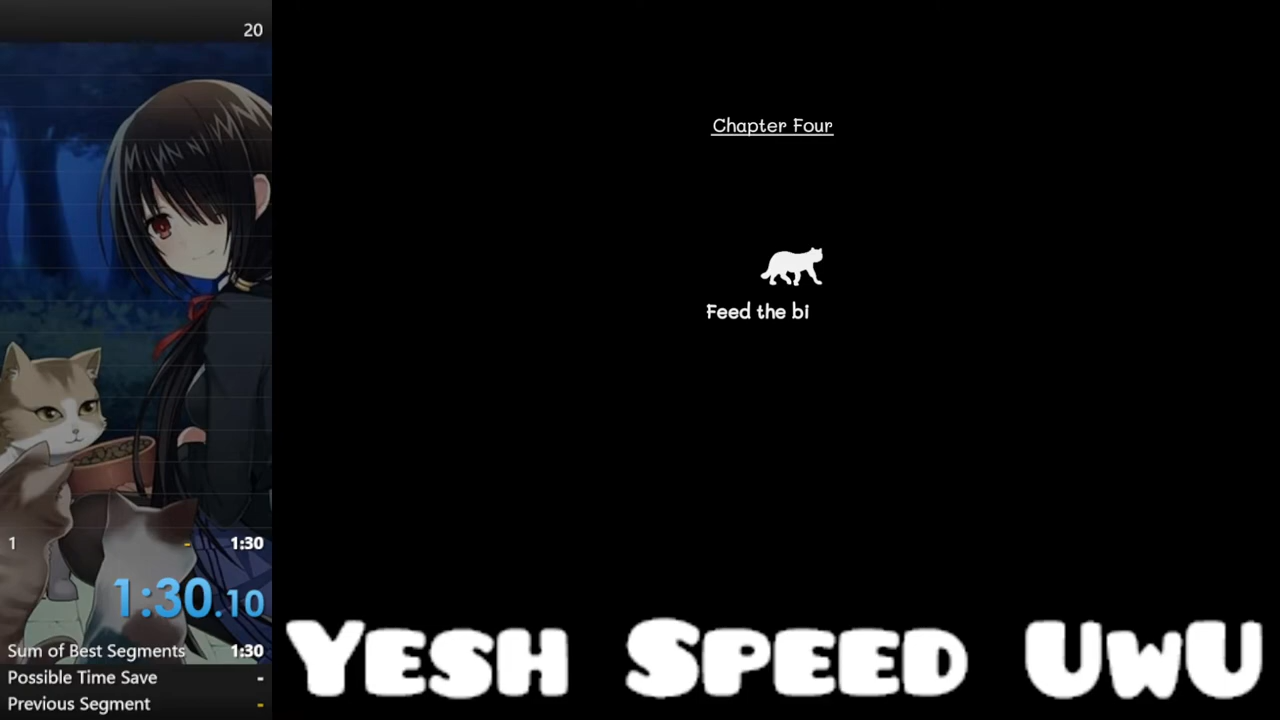 20
Chapter Four
Feed the bi
1 - 1:30
1:30.10
Sum of Best Segments 1:30
Possible Time Save -
Previous Segment -
YESH SPEED UWU